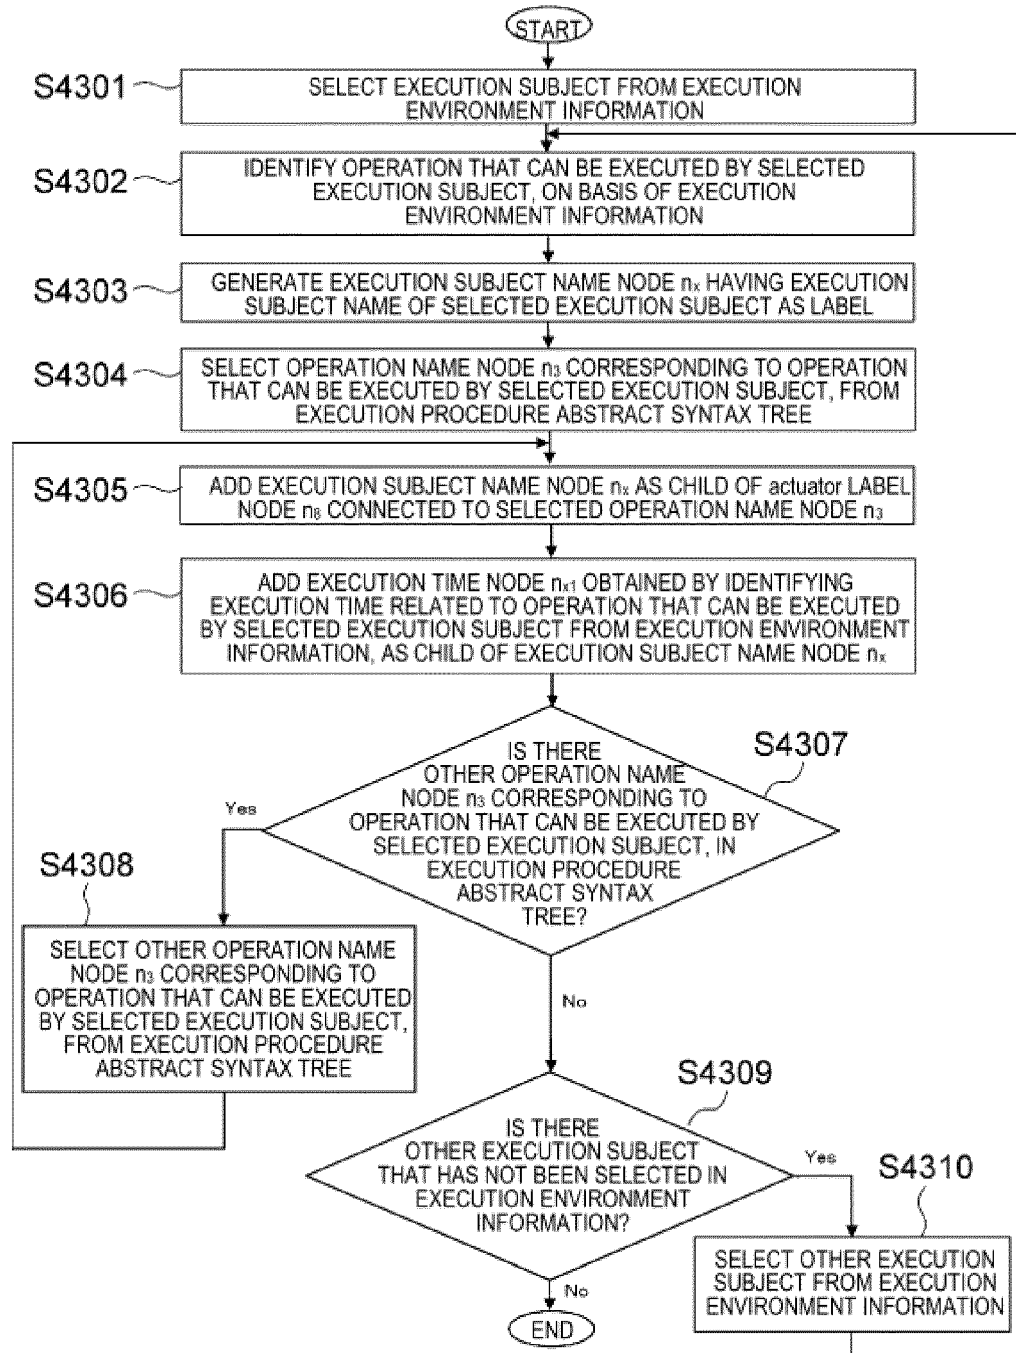 START
S4301
SELECT EXECUTION SUBJECT FROM EXECUTION
ENVIRONMENT INFORMATION
S4302
IDENTIFY OPERATION THAT CAN BE EXECUTED BY SELECTED
EXECUTION SUBJECT, ON BASIS OF EXECUTION
ENVIRONMENT INFORMATION
S4303
GENERATE EXECUTION SUBJECT NAME NODE nx HAVING EXECUTION
SUBJECT NAME OF SELECTED EXECUTION SUBJECT AS LABEL
S4304
SELECT OPERATION NAME NODE n3 CORRESPONDING TO OPERATION
THAT CAN BE EXECUTED BY SELECTED EXECUTION SUBJECT, FROM
EXECUTION PROCEDURE ABSTRACT SYNTAX TREE
S4305
ADD EXECUTION SUBJECT NAME NODE nx AS CHILD OF actuator LABEL
NODE n8 CONNECTED TO SELECTED OPERATION NAME NODE n3
S4306
ADD EXECUTION TIME NODE nx1 OBTAINED BY IDENTIFYING
EXECUTION TIME RELATED TO OPERATION THAT CAN BE EXECUTED
BY SELECTED EXECUTION SUBJECT FROM EXECUTION ENVIRONMENT
INFORMATION, AS CHILD OF EXECUTION SUBJECT NAME NODE nx
S4307
IS THERE
OTHER OPERATION NAME
NODE n3 CORRESPONDING TO
OPERATION THAT CAN BE EXECUTED BY
SELECTED EXECUTION SUBJECT, IN
EXECUTION PROCEDURE
ABSTRACT SYNTAX
TREE?
Yes
S4308
SELECT OTHER OPERATION NAME
NODE n3 CORRESPONDING TO
OPERATION THAT CAN BE EXECUTED
BY SELECTED EXECUTION SUBJECT,
FROM EXECUTION PROCEDURE
ABSTRACT SYNTAX TREE
No
S4309
IS THERE
OTHER EXECUTION SUBJECT
THAT HAS NOT BEEN SELECTED IN
EXECUTION ENVIRONMENT
INFORMATION?
Yes
S4310
SELECT OTHER EXECUTION
SUBJECT FROM EXECUTION
ENVIRONMENT INFORMATION
No
END